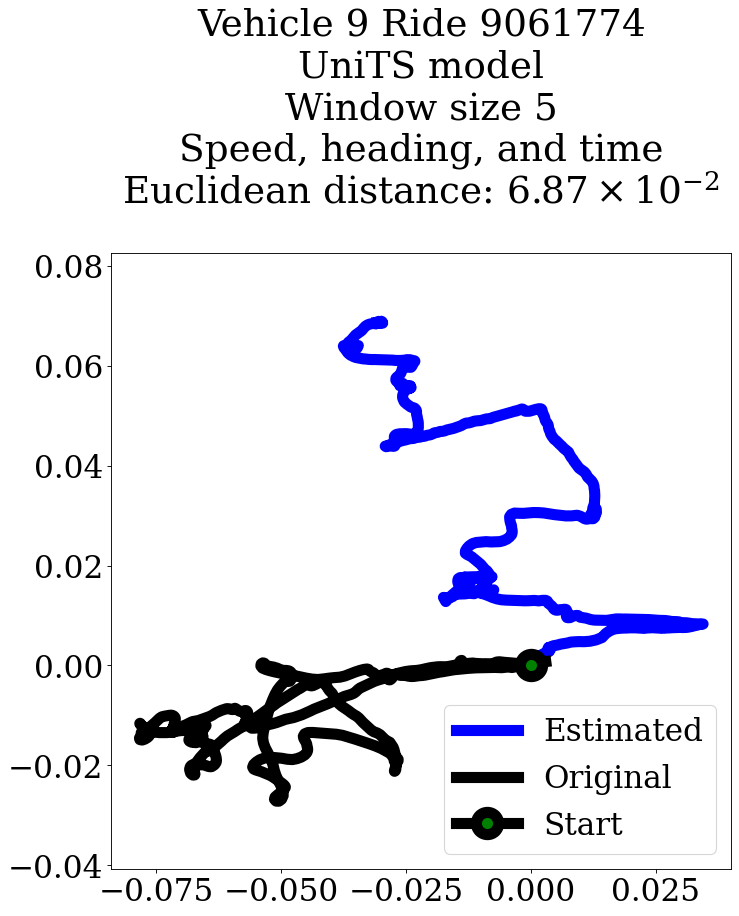 Vehicle 9 Ride 9061774
UniTS model
Window size 5
Speed, heading, and time
Euclidean distance: 6.87 × 10⁻²
0.08
0.06
0.04
0.02
0.00
−0.02
−0.04
Estimated
Original
Start
−0.075 −0.050 −0.025 0.000 0.025